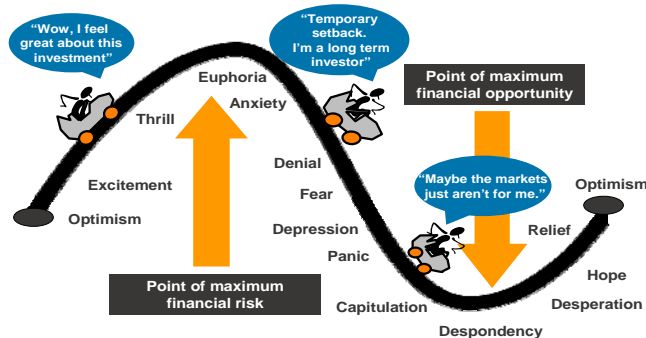 “Wow, I feel
great about this
investment”
“Temporary
setback.
I’m a long term
investor”
Point of maximum
financial opportunity
Euphoria
Anxiety
Thrill
Denial
“Maybe the markets
just aren’t for me.”
Excitement
Fear
Optimism
Optimism
Depression
Relief
Panic
Point of maximum
financial risk
Hope
Capitulation
Desperation
Despondency